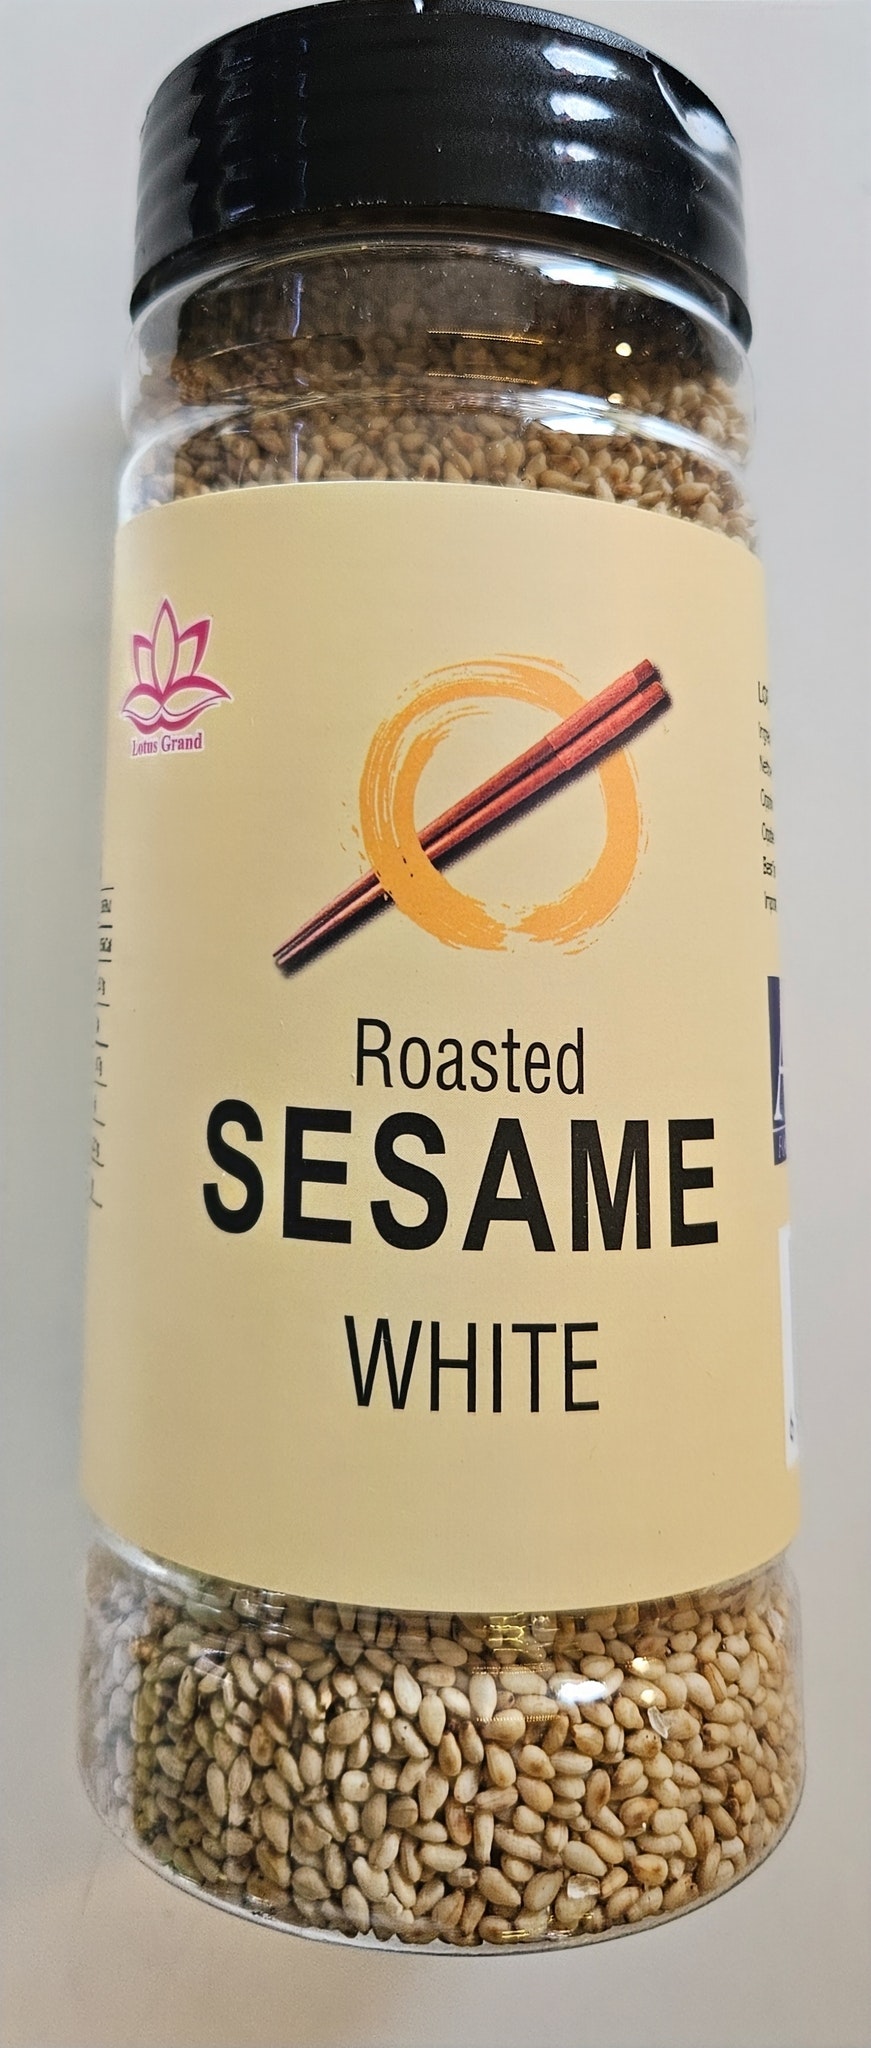 Lotus Grand
Roasted
SESAME
WHITE